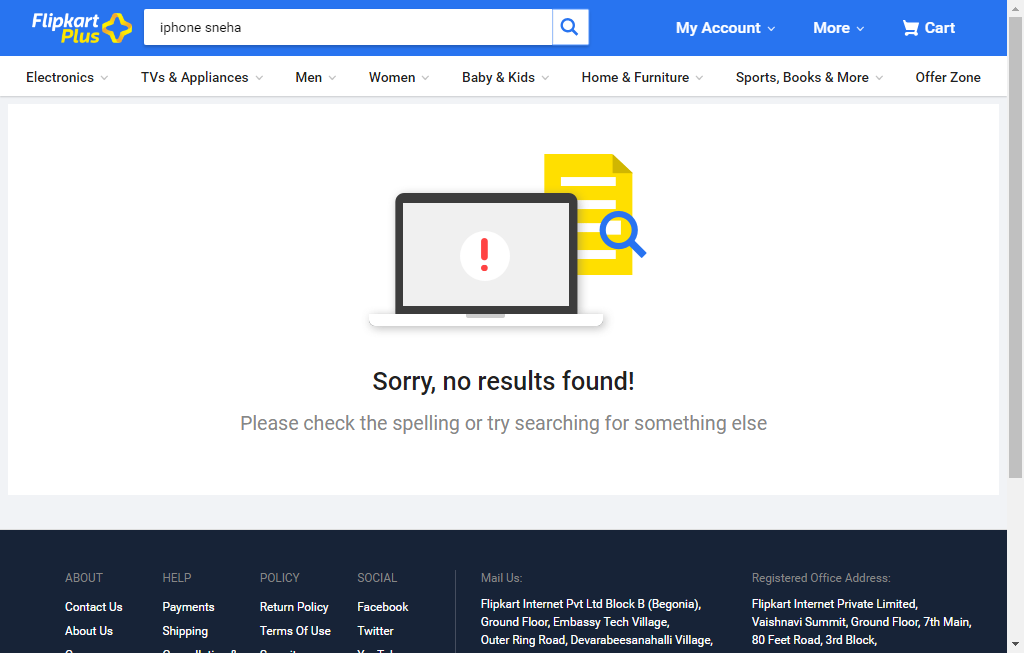 Flipkart
Plus
iphone sneha
My Account
More
Cart
Electronics
TVs & Appliances
Men
Women
Baby & Kids
Home & Furniture
Sports, Books & More
Offer Zone
Sorry, no results found!
Please check the spelling or try searching for something else
ABOUT
Contact Us
About Us
HELP
Payments
Shipping
POLICY
Return Policy
Terms Of Use
SOCIAL
Facebook
Twitter
Mail Us:
Flipkart Internet Pvt Ltd Block B (Begonia),
Ground Floor, Embassy Tech Village,
Outer Ring Road, Devarabeesanahalli Village,
Registered Office Address:
Flipkart Internet Private Limited,
Vaishnavi Summit, Ground Floor, 7th Main,
80 Feet Road, 3rd Block,